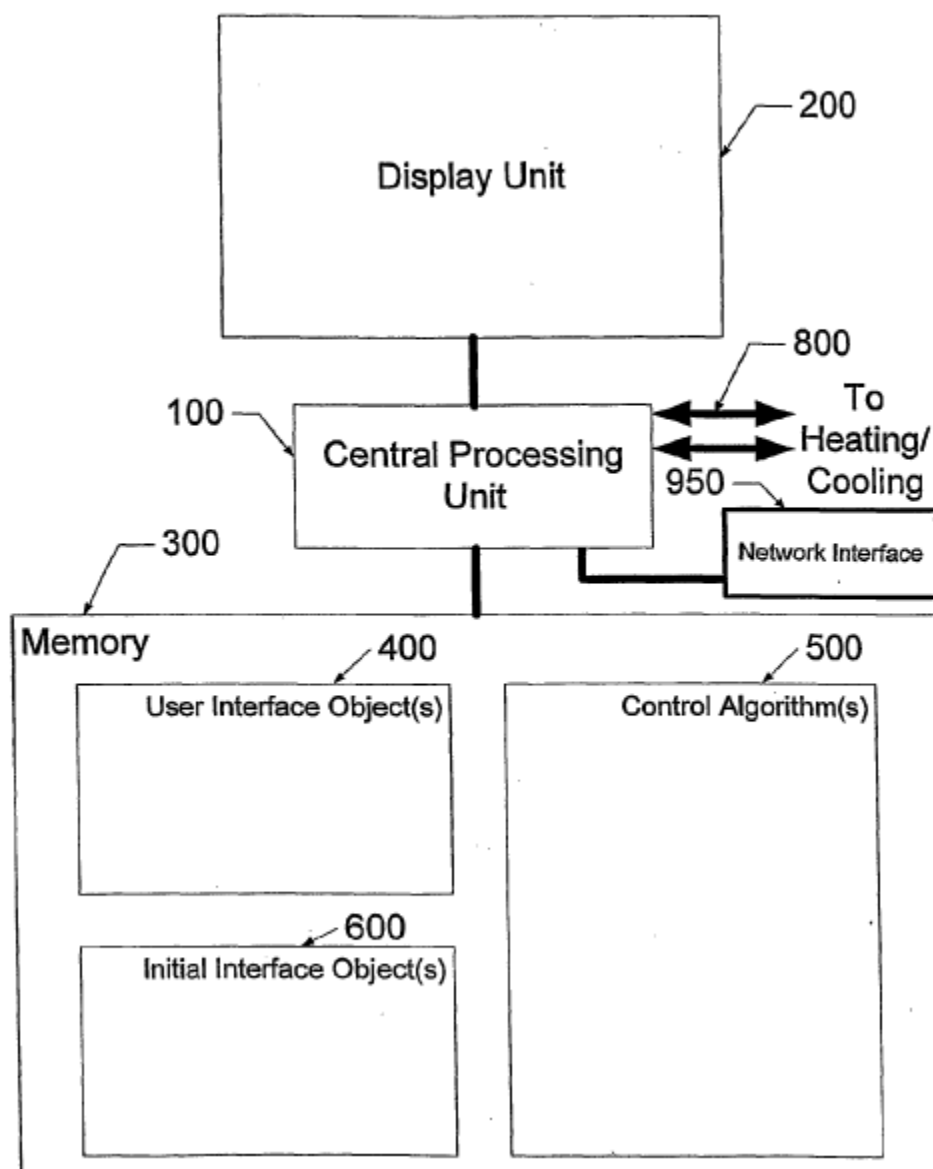 200
Display Unit
800
100
To
Heating/
Cooling
Central Processing
Unit
950
Network Interface
300
Memory
400
500
User Interface Object(s)
Control Algorithm(s)
600
Initial Interface Object(s)